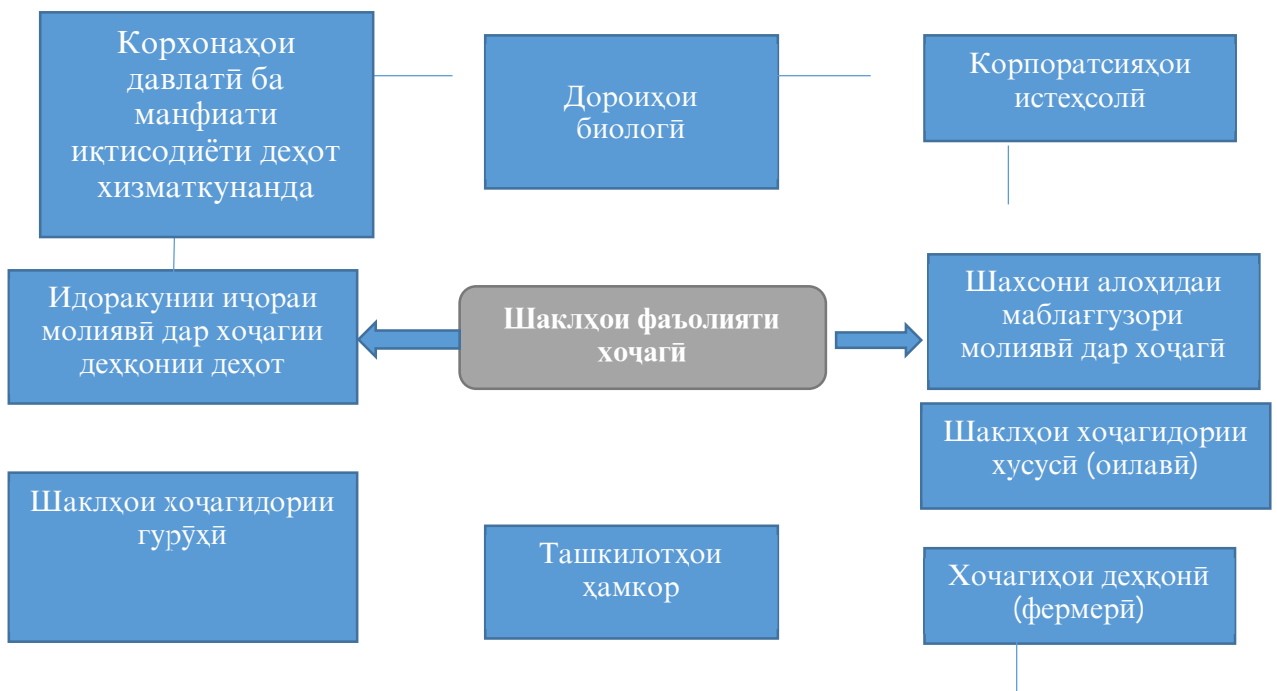 Корхонаҳои
давлатӣ ба
манфиати
иқтисодиёти деҳот
хизматкунанда
Дороиҳои
биологӣ
Корпоратсияҳои
истеҳсолӣ
Идоракунии иҷораи
молиявӣ дар хоҷагии
деҳқонии деҳот
Шаклҳои фаъолияти
хоҷагӣ
Шахсони алоҳидаи
маблағгузори
молиявӣ дар хоҷагӣ
Шаклҳои хоҷагидории
хусусӣ (оилавӣ)
Шаклҳои хоҷагидории
гурӯҳӣ
Ташкилотҳои
ҳамкор
Хочагиҳои деҳқонӣ
(фермерӣ)